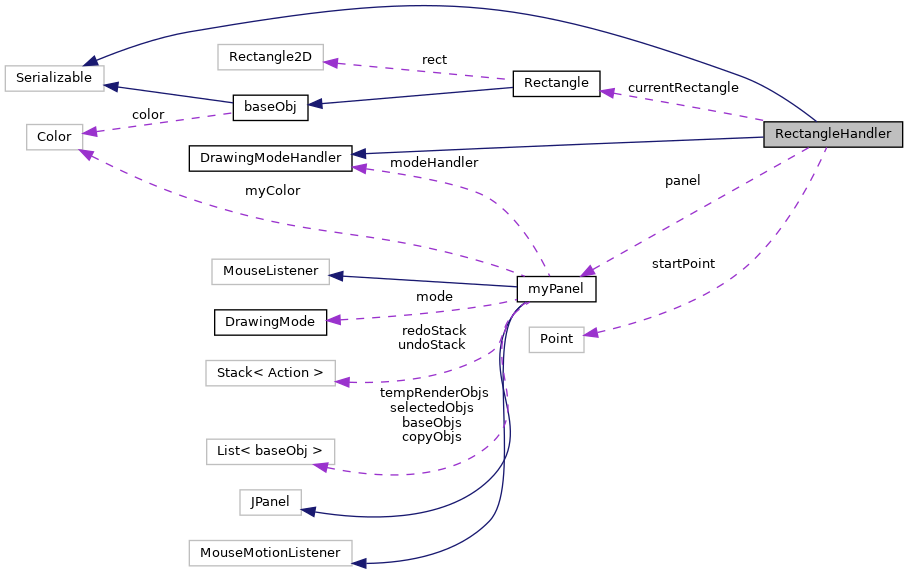 Rectangle2D
rect
Serializable
Rectangle
currentRectangle
baseObj
color
RectangleHandler
Color
DrawingModeHandler
modeHandler
myColor
panel
MouseListener
startPoint
myPanel
mode
DrawingMode
redoStack
undoStack
Point
Stack< Action >
tempRenderObjs
selectedObjs
baseObjs
copyObjs
List< baseObj >
JPanel
MouseMotionListener